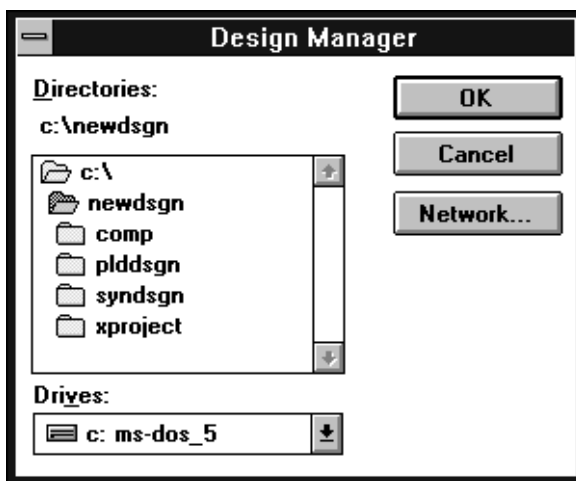 Design Manager
Directories:
c:\newdsgn
c:\
newdsgn
comp
plddsgn
syndsgn
xproject
Drives:
c: ms-dos_5
OK
Cancel
Network...